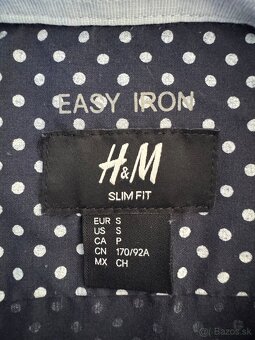 EASY IRON
H&M
SLIM FIT
EUR S
US S
CA P
CN 170/92A
MX CH
Bazos.sk